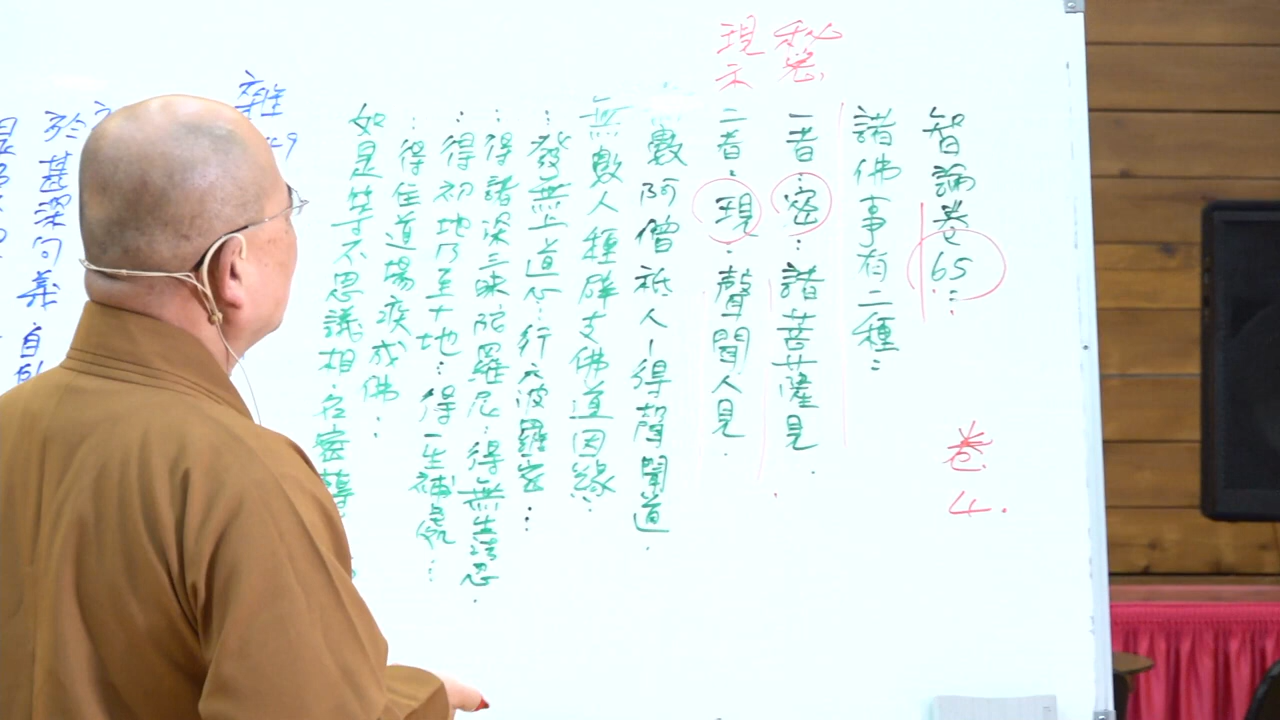 智論卷65：
卷4.
諸佛事有二種：
秘密
一者：密：諸菩薩見.
現示
二者：現：聲聞人見.
無數阿僧祇人－得聲聞道.
無數人種辟支佛道因緣：
：發無上道心：行六波羅密：
：得諸深三昧陀羅尼：得無生法忍.
：得初地乃至十地：得一生補處：
：得住道場疾成佛：
如是等不思議相.名密轉
雜
於甚深句義自